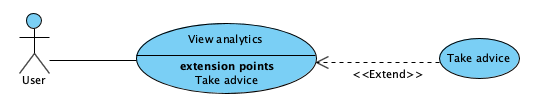 View analytics
extension points
Take advice
User
Take advice
<<Extend>>